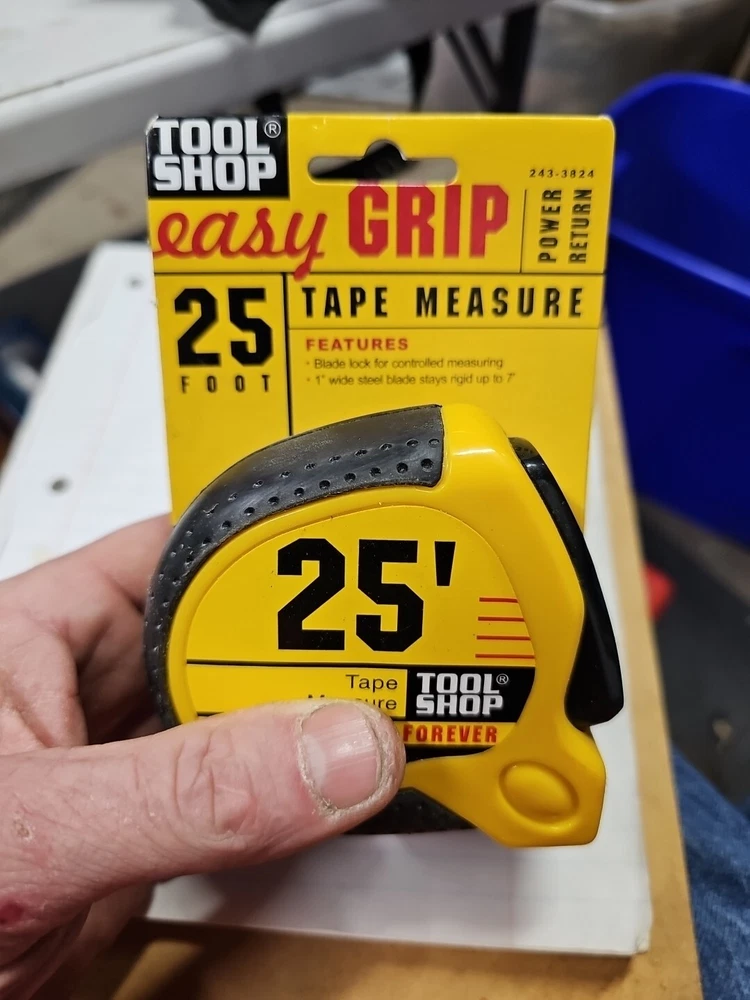 TOOL®
SHOP
243-3824
easy GRIP
POWER
RETURN
25
FOOT
TAPE MEASURE
FEATURES
· Blade lock for controlled measuring
· 1" wide steel blade stays rigid up to 7'
25'
Tape
Measure
TOOL®
SHOP
FOREVER